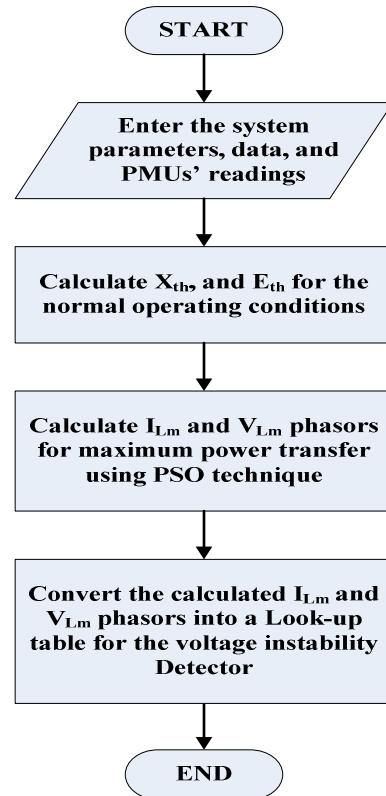 START
Enter the system
parameters, data, and
PMUs' readings
Calculate Xth, and Eth for the
normal operating conditions
Calculate ILm and VLm phasors
for maximum power transfer
using PSO technique
Convert the calculated ILm and
VLm phasors into a Look-up
table for the voltage instability
Detector
END